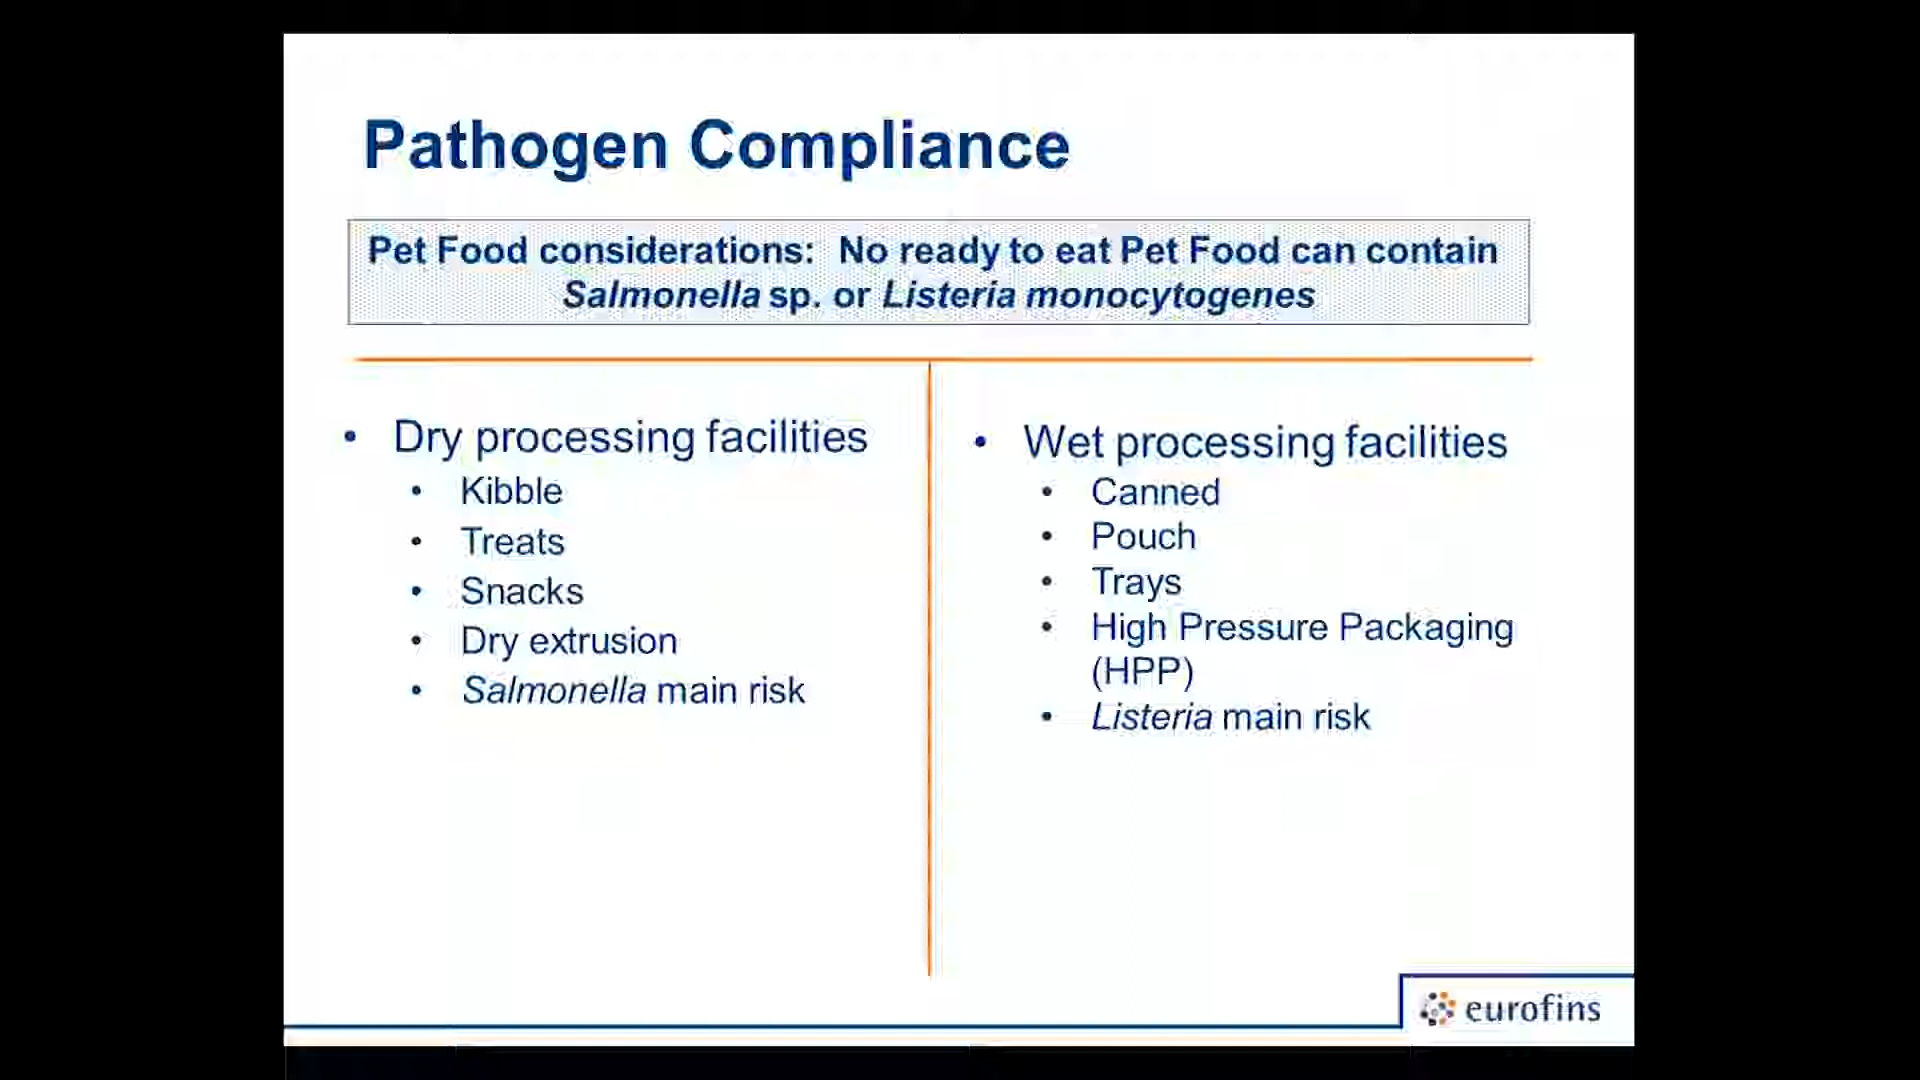 Pathogen Compliance
Pet Food considerations: No ready to eat Pet Food can contain
Salmonella sp. or Listeria monocytogenes
• Dry processing facilities
• Kibble
• Treats
• Snacks
• Dry extrusion
• Salmonella main risk
• Wet processing facilities
• Canned
• Pouch
• Trays
• High Pressure Packaging
(HPP)
• Listeria main risk
eurofins